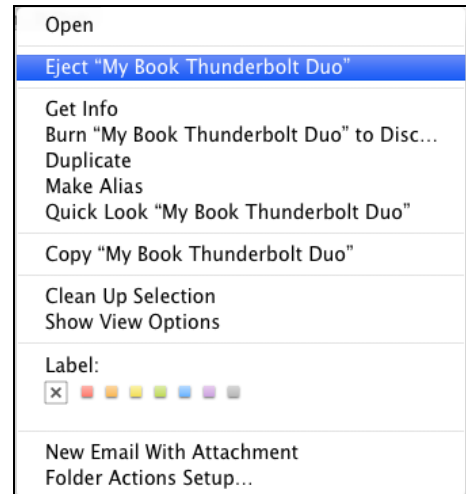 Open
Eject “My Book Thunderbolt Duo”
Get Info
Burn “My Book Thunderbolt Duo” to Disc...
Duplicate
Make Alias
Quick Look “My Book Thunderbolt Duo”
Copy “My Book Thunderbolt Duo”
Clean Up Selection
Show View Options
Label:
New Email With Attachment
Folder Actions Setup...